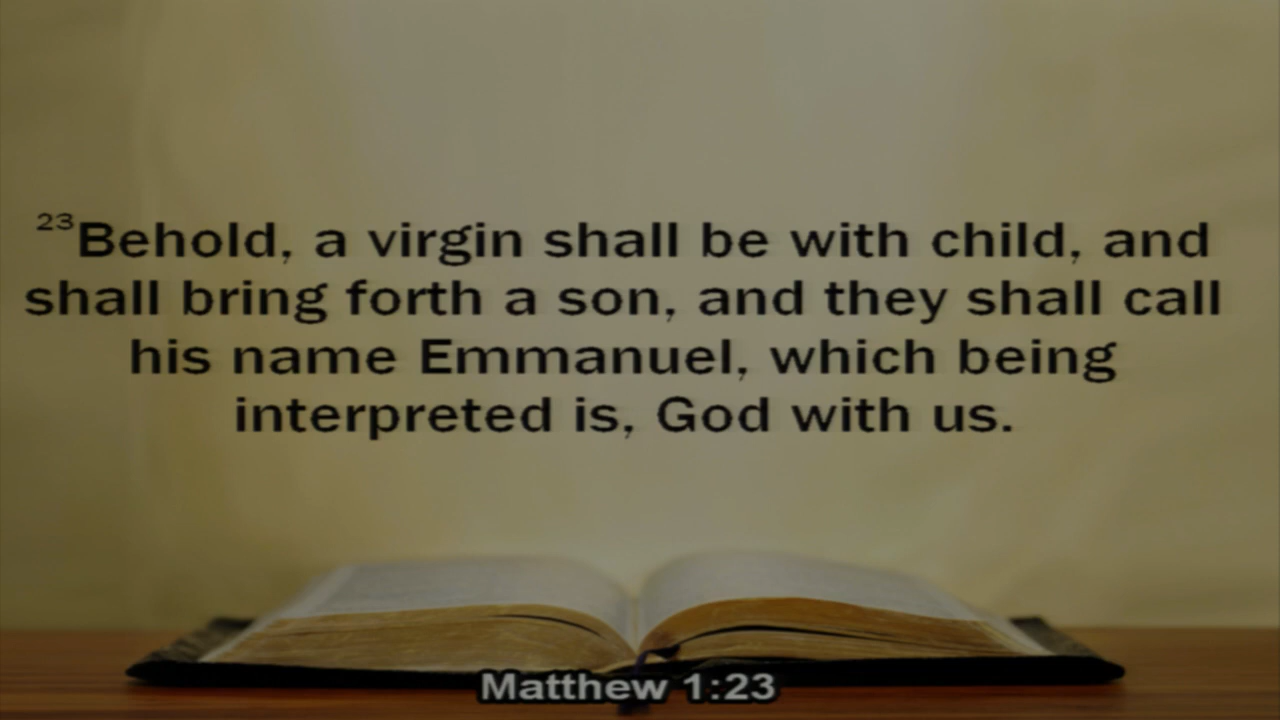 23Behold, a virgin shall be with child, and
shall bring forth a son, and they shall call
his name Emmanuel, which being
interpreted is, God with us.
Matthew 1:23